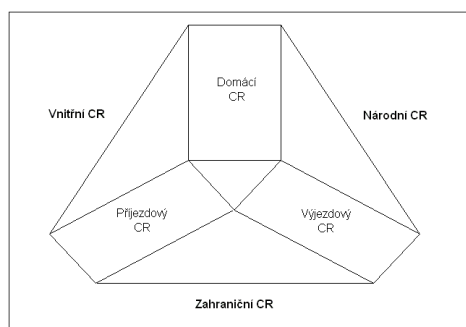 Domácí
CR
Vnitřní CR
Národní CR
Příjezdový
CR
Výjezdový
CR
Zahraniční CR